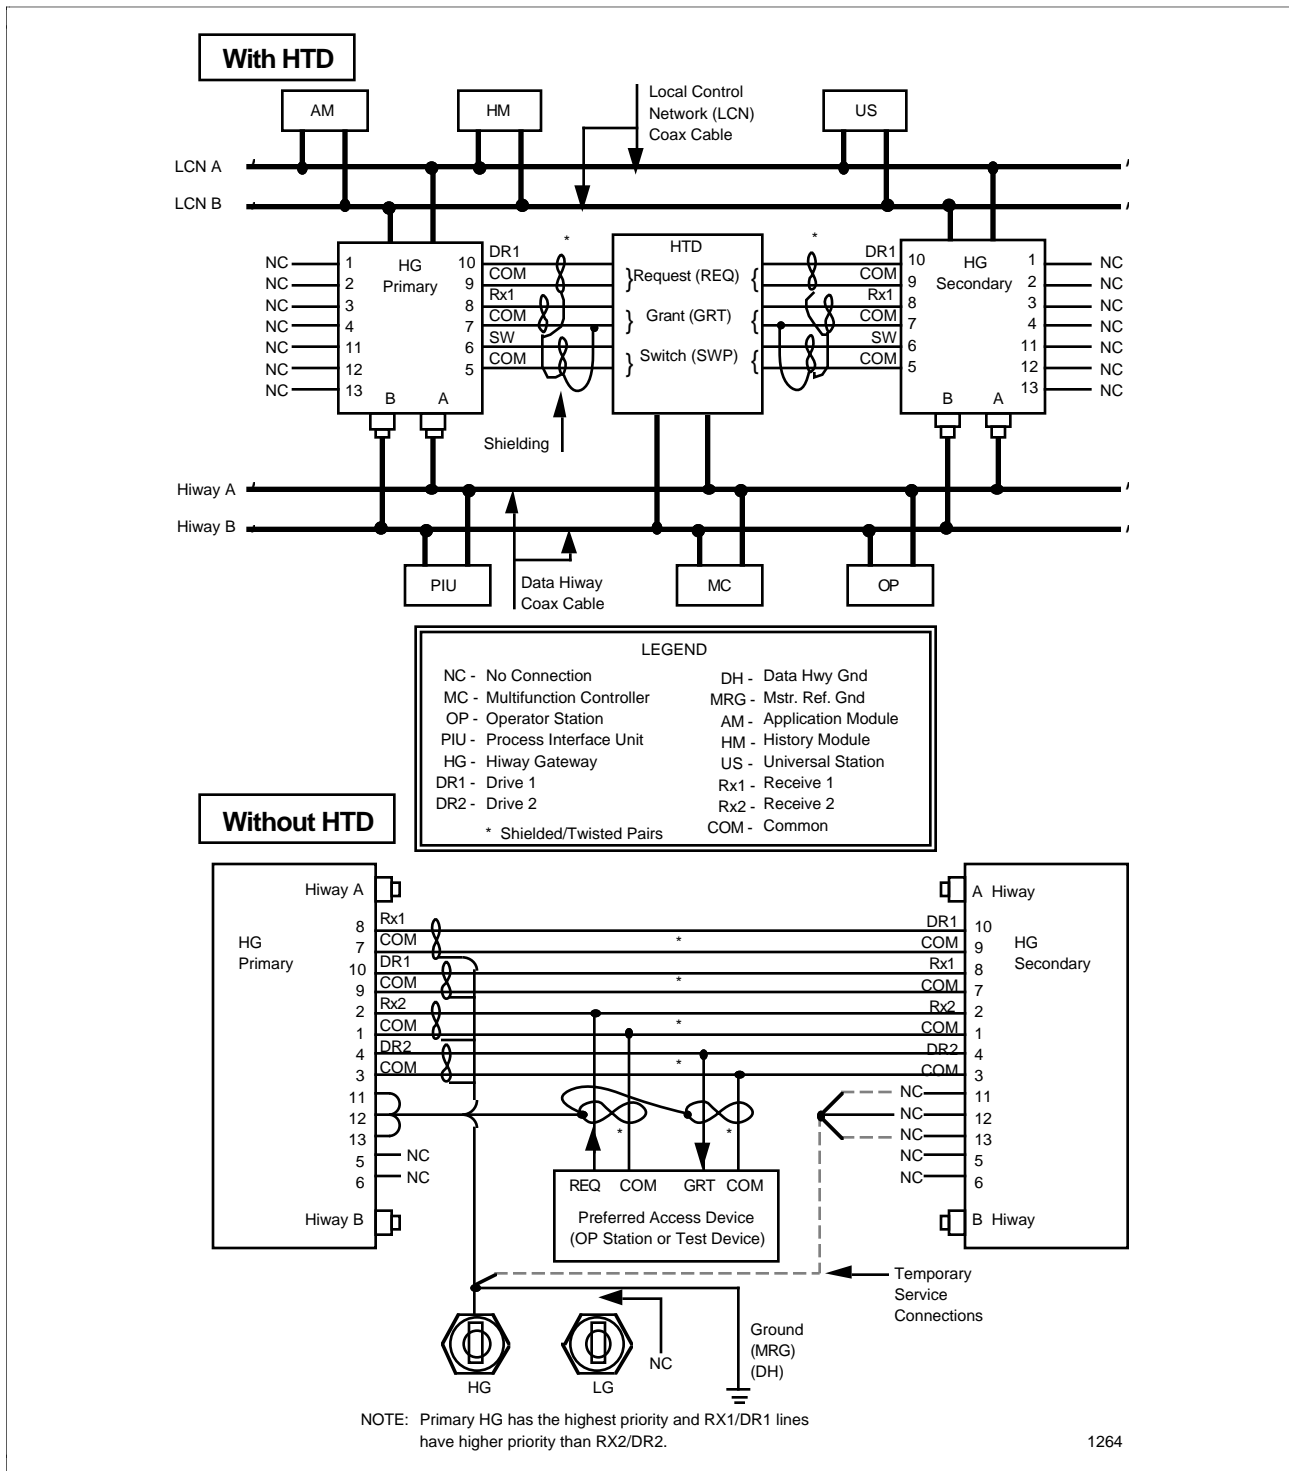 With HTD
AM
HM
Local Control
Network (LCN)
Coax Cable
US
LCN A
LCN B
*
*
HTD
NC 1
NC 2
NC 3
NC 4
NC 11
NC 12
NC 13
HG
Primary
10 DR1
9 COM
8 Rx1
7 COM
6 SW
5 COM
B A
}Request (REQ) {
} Grant (GRT) {
} Switch (SWP) {
DR1 10
COM 9
Rx1 8
COM 7
SW 6
COM 5
HG
Secondary
1 NC
2 NC
3 NC
4 NC
11 NC
12 NC
13 NC
B A
Shielding
Hiway A
Hiway B
PIU
Data Hiway
Coax Cable
MC
OP
LEGEND
NC - No Connection
MC - Multifunction Controller
OP - Operator Station
PIU - Process Interface Unit
HG - Hiway Gateway
DR1 - Drive 1
DR2 - Drive 2
* Shielded/Twisted Pairs
DH - Data Hwy Gnd
MRG - Mstr. Ref. Gnd
AM - Application Module
HM - History Module
US - Universal Station
Rx1 - Receive 1
Rx2 - Receive 2
COM - Common
Without HTD
Hiway A
HG
Primary
8 Rx1
7 COM
10 DR1
9 COM
2 Rx2
1 COM
4 DR2
3 COM
11
12
13
5 NC
6 NC
Hiway B
*
*
*
*
A Hiway
DR1 10
COM 9
Rx1 8
COM 7
Rx2 2
COM 1
DR2 4
COM 3
NC 11
NC 12
NC 13
NC 5
NC 6
HG
Secondary
B Hiway
*
*
REQ COM GRT COM
Preferred Access Device
(OP Station or Test Device)
Temporary
Service
Connections
HG
LG
NC
Ground
(MRG)
(DH)
NOTE: Primary HG has the highest priority and RX1/DR1 lines
have higher priority than RX2/DR2.
1264